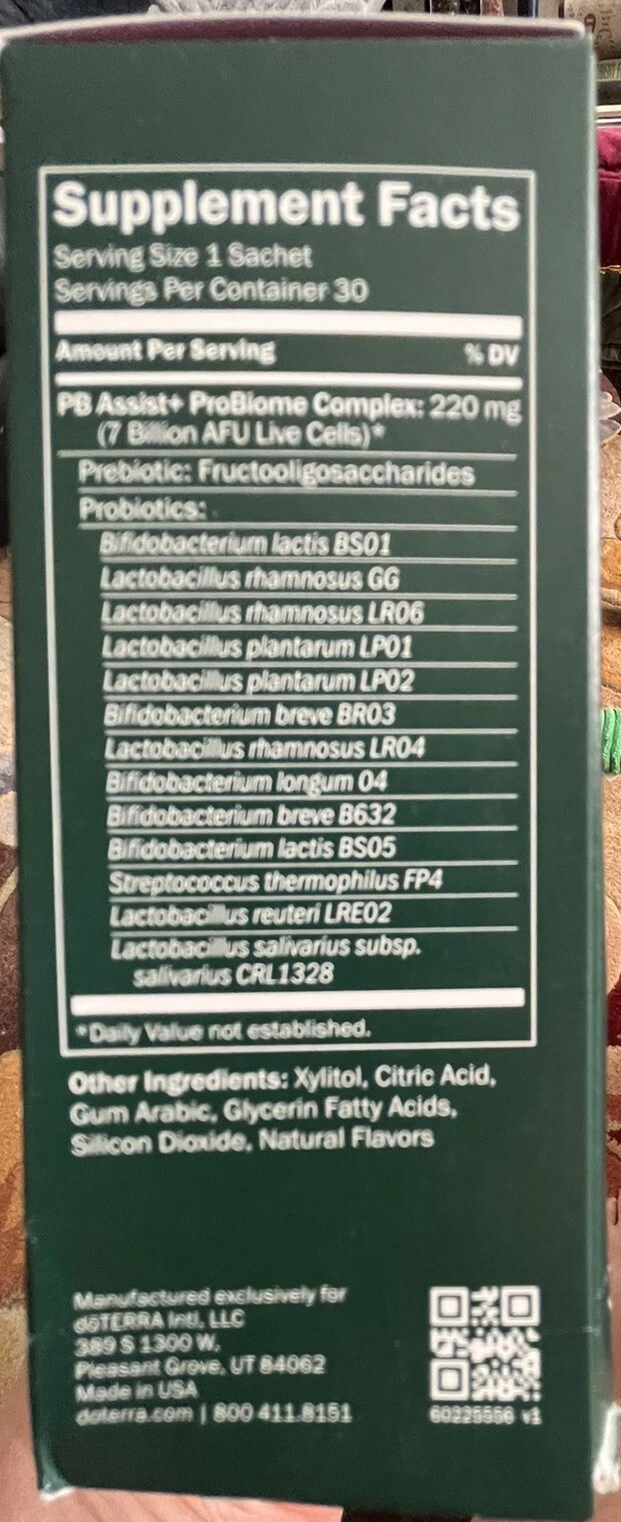 Supplement Facts
Serving Size 1 Sachet
Servings Per Container 30
Amount Per Serving % DV
PB Assist+ ProBiome Complex: 220 mg
(7 Billion AFU Live Cells)*
Prebiotic: Fructooligosaccharides
Probiotics:
Bifidobacterium lactis BS01
Lactobacillus rhamnosus GG
Lactobacillus rhamnosus LR06
Lactobacillus plantarum LP01
Lactobacillus plantarum LP02
Bifidobacterium breve BR03
Lactobacillus rhamnosus LR04
Bifidobacterium longum 04
Bifidobacterium breve B632
Bifidobacterium lactis BS05
Streptococcus thermophilus FP4
Lactobacillus reuteri LRE02
Lactobacillus salivarius subsp.
salivarius CRL1328
*Daily Value not established.
Other Ingredients: Xylitol, Citric Acid,
Gum Arabic, Glycerin Fatty Acids,
Silicon Dioxide, Natural Flavors
Manufactured exclusively for
dōTERRA Intl, LLC
389 S 1300 W,
Pleasant Grove, UT 84062
Made in USA
doterra.com | 800 411.8151
60225556 v1